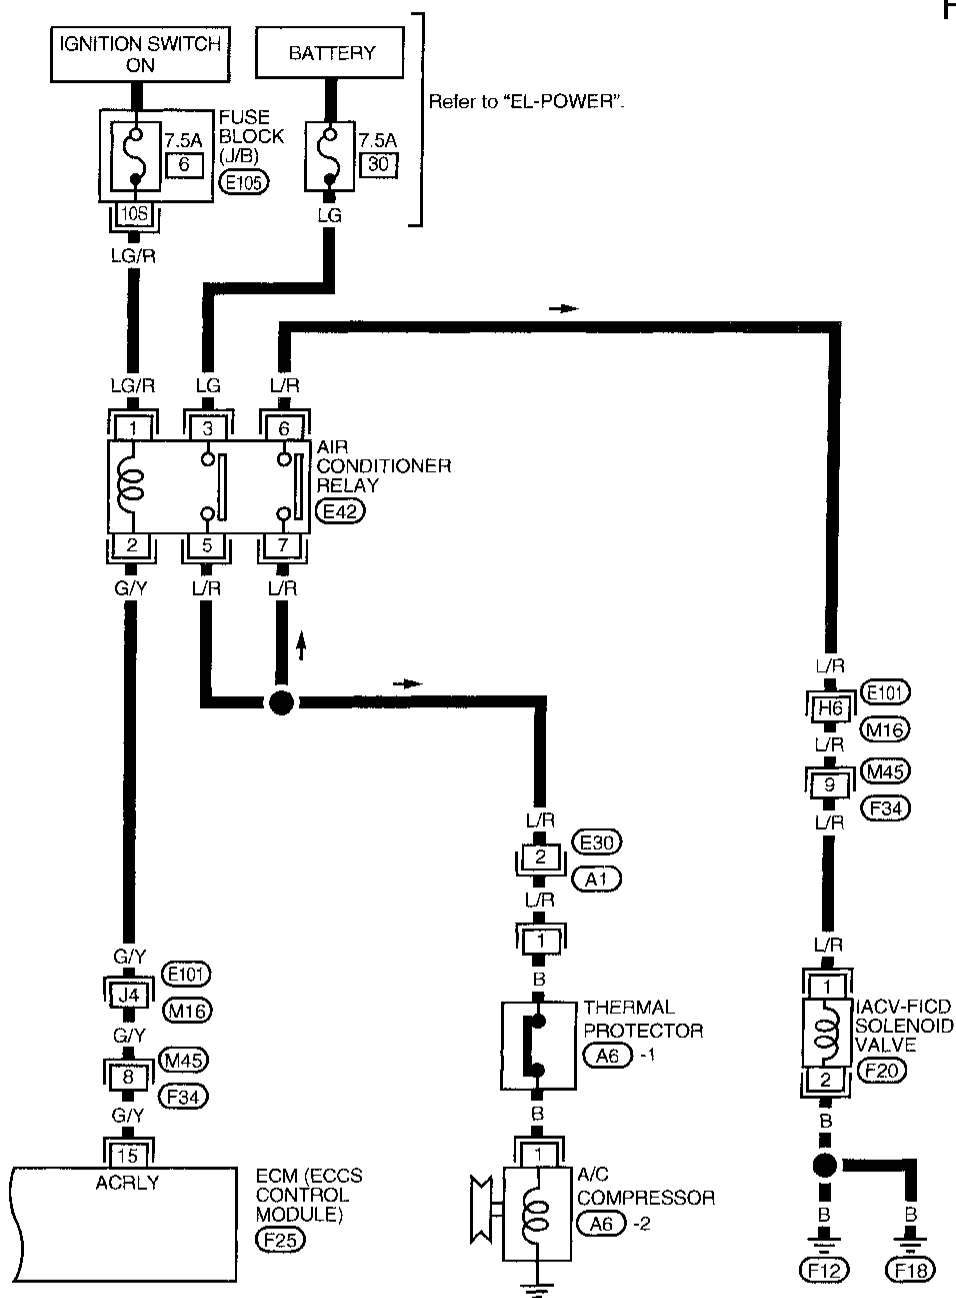 IGNITION SWITCH
ON
BATTERY
Refer to “EL-POWER”.
FUSE
BLOCK
(J/B)
E105
7.5A
6
7.5A
30
10S
LG
LG/R
LG/R
LG
L/R
1
3
6
AIR
CONDITIONER
RELAY
E42
2
5
7
G/Y
L/R
L/R
L/R
H6
E101
M16
L/R
9
M45
F34
L/R
L/R
2
E30
A1
L/R
1
B
G/Y
J4
E101
M16
G/Y
8
M45
F34
G/Y
15
ACRLY
ECM (ECCS
CONTROL
MODULE)
F25
THERMAL
PROTECTOR
A6 -1
B
1
A/C
COMPRESSOR
A6 -2
L/R
1
IACV-FICD
SOLENOID
VALVE
F20
2
B
B
B
F12
F18